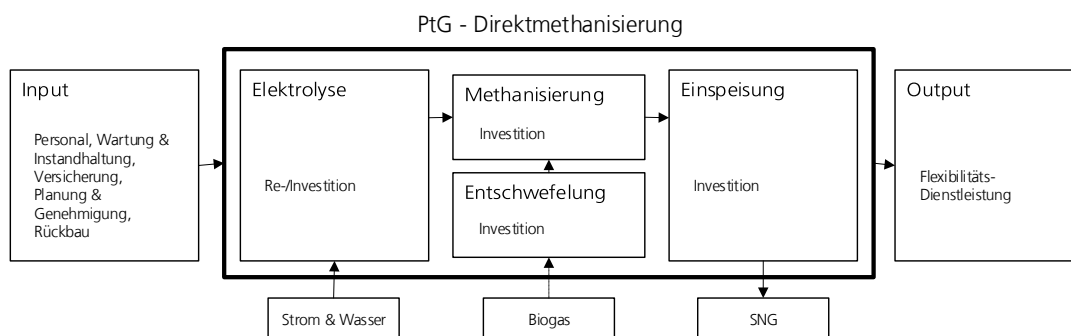 PtG - Direktmethanisierung
Input
Personal, Wartung &
Instandhaltung,
Versicherung,
Planung &
Genehmigung,
Rückbau
Elektrolyse
Re-/Investition
Methanisierung
Investition
Entschwefelung
Investition
Einspeisung
Investition
Output
Flexibilitäts-
Dienstleistung
Strom & Wasser
Biogas
SNG